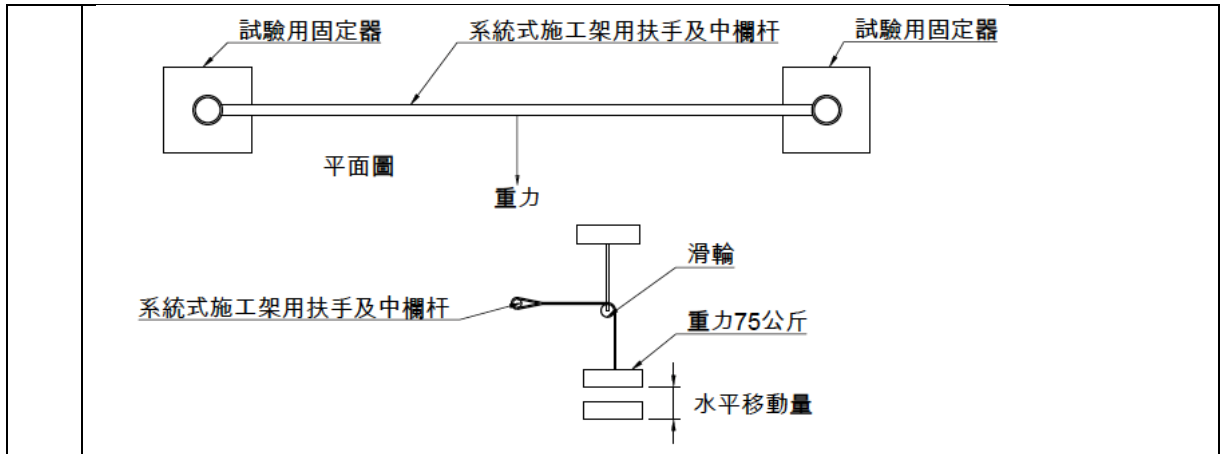 試驗用固定器
系統式施工架用扶手及中欄杆
試驗用固定器
平面圖
重力
滑輪
系統式施工架用扶手及中欄杆
重力75公斤
水平移動量